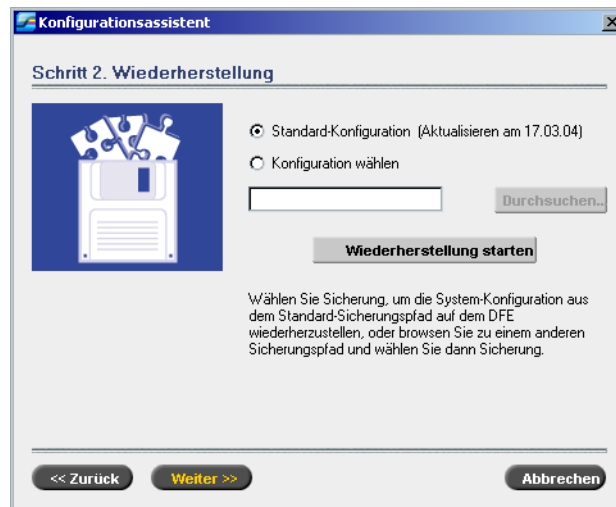 Konfigurationsassistent
Schritt 2. Wiederherstellung
Standard-Konfiguration (Aktualisieren am 17.03.04)
Konfiguration wählen
Durchsuchen..
Wiederherstellung starten
Wählen Sie Sicherung, um die System-Konfiguration aus
dem Standard-Sicherungspfad auf dem DFE
wiederherzustellen, oder browsen Sie zu einem anderen
Sicherungspfad und wählen Sie dann Sicherung.
<< Zurück
Weiter >>
Abbrechen